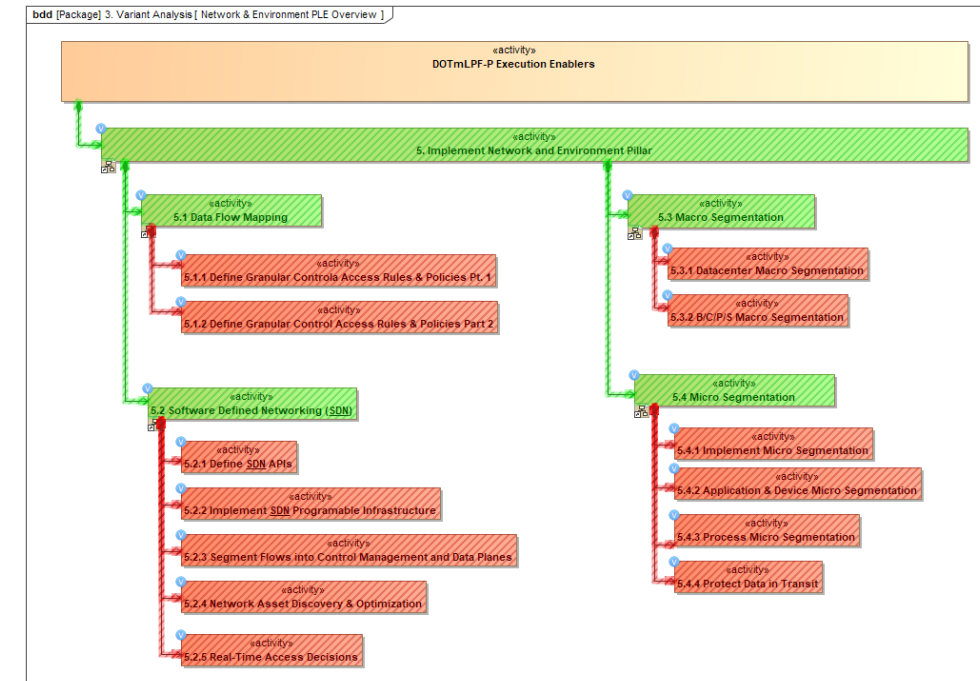 bdd [Package] 3. Variant Analysis [ Network & Environment PLE Overview ]
«activity»
DOTmLPF-P Execution Enablers
«activity»
5. Implement Network and Environment Pillar
«activity»
5.1 Data Flow Mapping
«activity»
5.1.1 Define Granular Controla Access Rules & Policies Pt. 1
«activity»
5.1.2 Define Granular Control Access Rules & Policies Part 2
«activity»
5.2 Software Defined Networking (SDN)
«activity»
5.2.1 Define SDN APIs
«activity»
5.2.2 Implement SDN Programable Infrastructure
«activity»
5.2.3 Segment Flows into Control Management and Data Planes
«activity»
5.2.4 Network Asset Discovery & Optimization
«activity»
5.2.5 Real-Time Access Decisions
«activity»
5.3 Macro Segmentation
«activity»
5.3.1 Datacenter Macro Segmentation
«activity»
5.3.2 B/C/P/S Macro Segmentation
«activity»
5.4 Micro Segmentation
«activity»
5.4.1 Implement Micro Segmentation
«activity»
5.4.2 Application & Device Micro Segmentation
«activity»
5.4.3 Process Micro Segmentation
«activity»
5.4.4 Protect Data in Transit